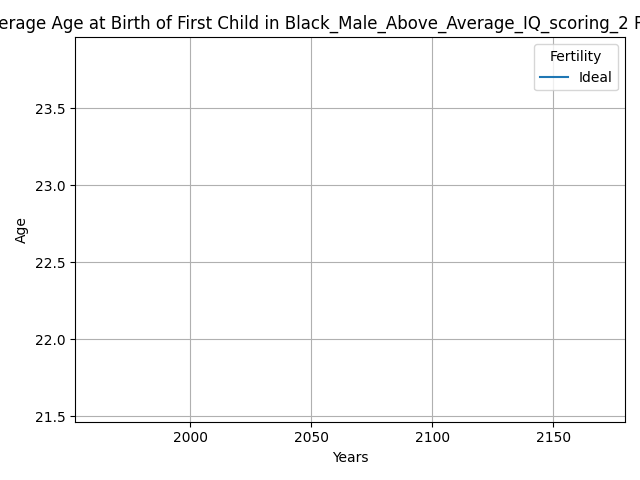 erage Age at Birth of First Child in Black_Male_Above_Average_IQ_scoring_2
Fertility
Ideal
23.5
23.0
22.5
22.0
21.5
Age
2000 2050 2100 2150
Years